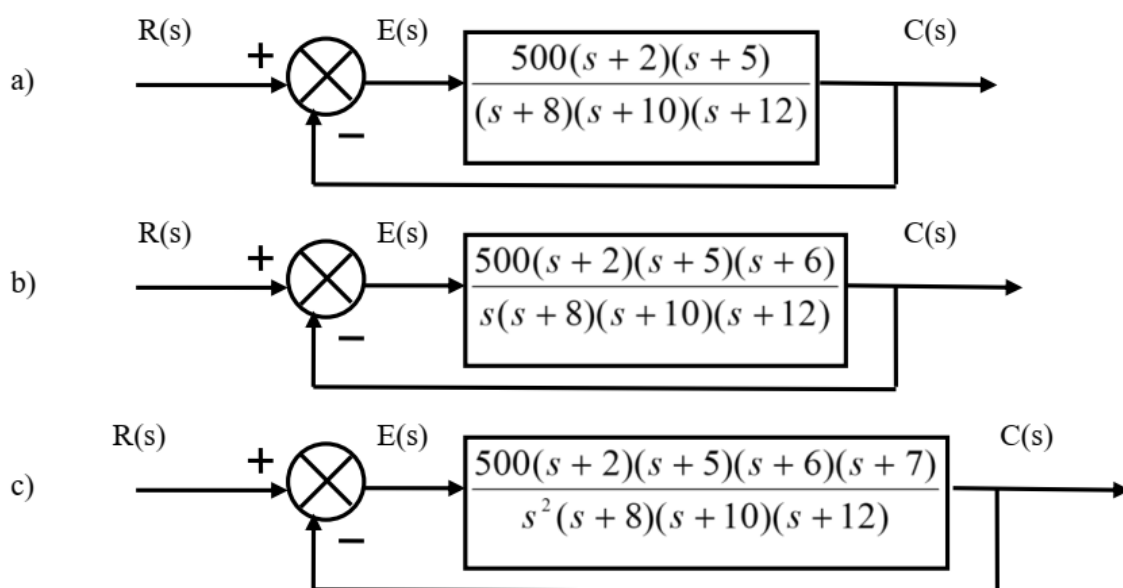 R(s) E(s) C(s)
+
a) 500(s + 2)(s + 5)
(s + 8)(s + 10)(s + 12)
−
R(s) E(s) C(s)
+
b) 500(s + 2)(s + 5)(s + 6)
s(s + 8)(s + 10)(s + 12)
−
R(s) E(s) C(s)
+
c) 500(s + 2)(s + 5)(s + 6)(s + 7)
s²(s + 8)(s + 10)(s + 12)
−